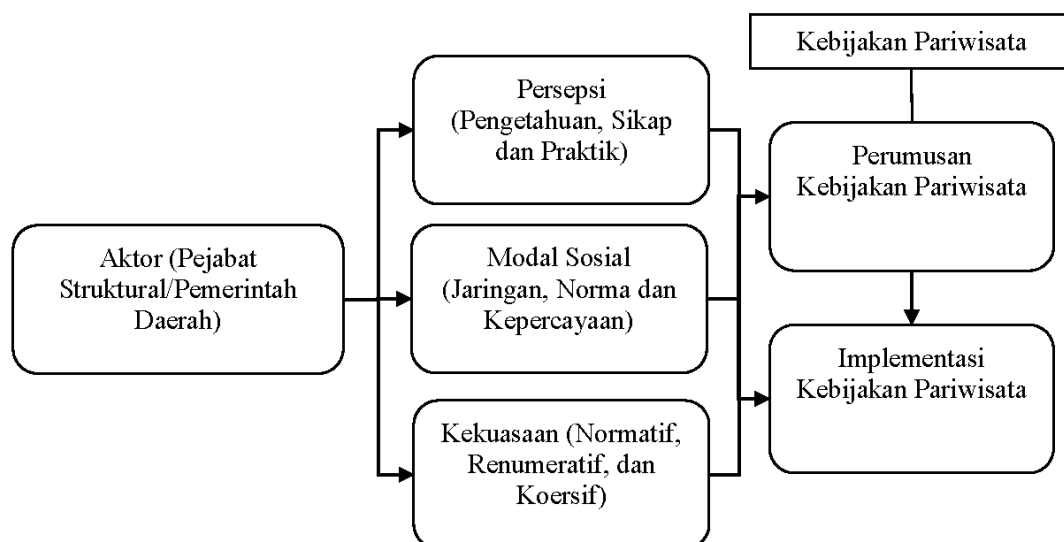 Kebijakan Pariwisata
Persepsi
(Pengetahuan, Sikap
dan Praktik)
Perumusan
Kebijakan Pariwisata
Aktor (Pejabat
Struktural/Pemerintah
Daerah)
Modal Sosial
(Jaringan, Norma dan
Kepercayaan)
Implementasi
Kebijakan Pariwisata
Kekuasaan (Normatif,
Renumeratif, dan
Koersif)